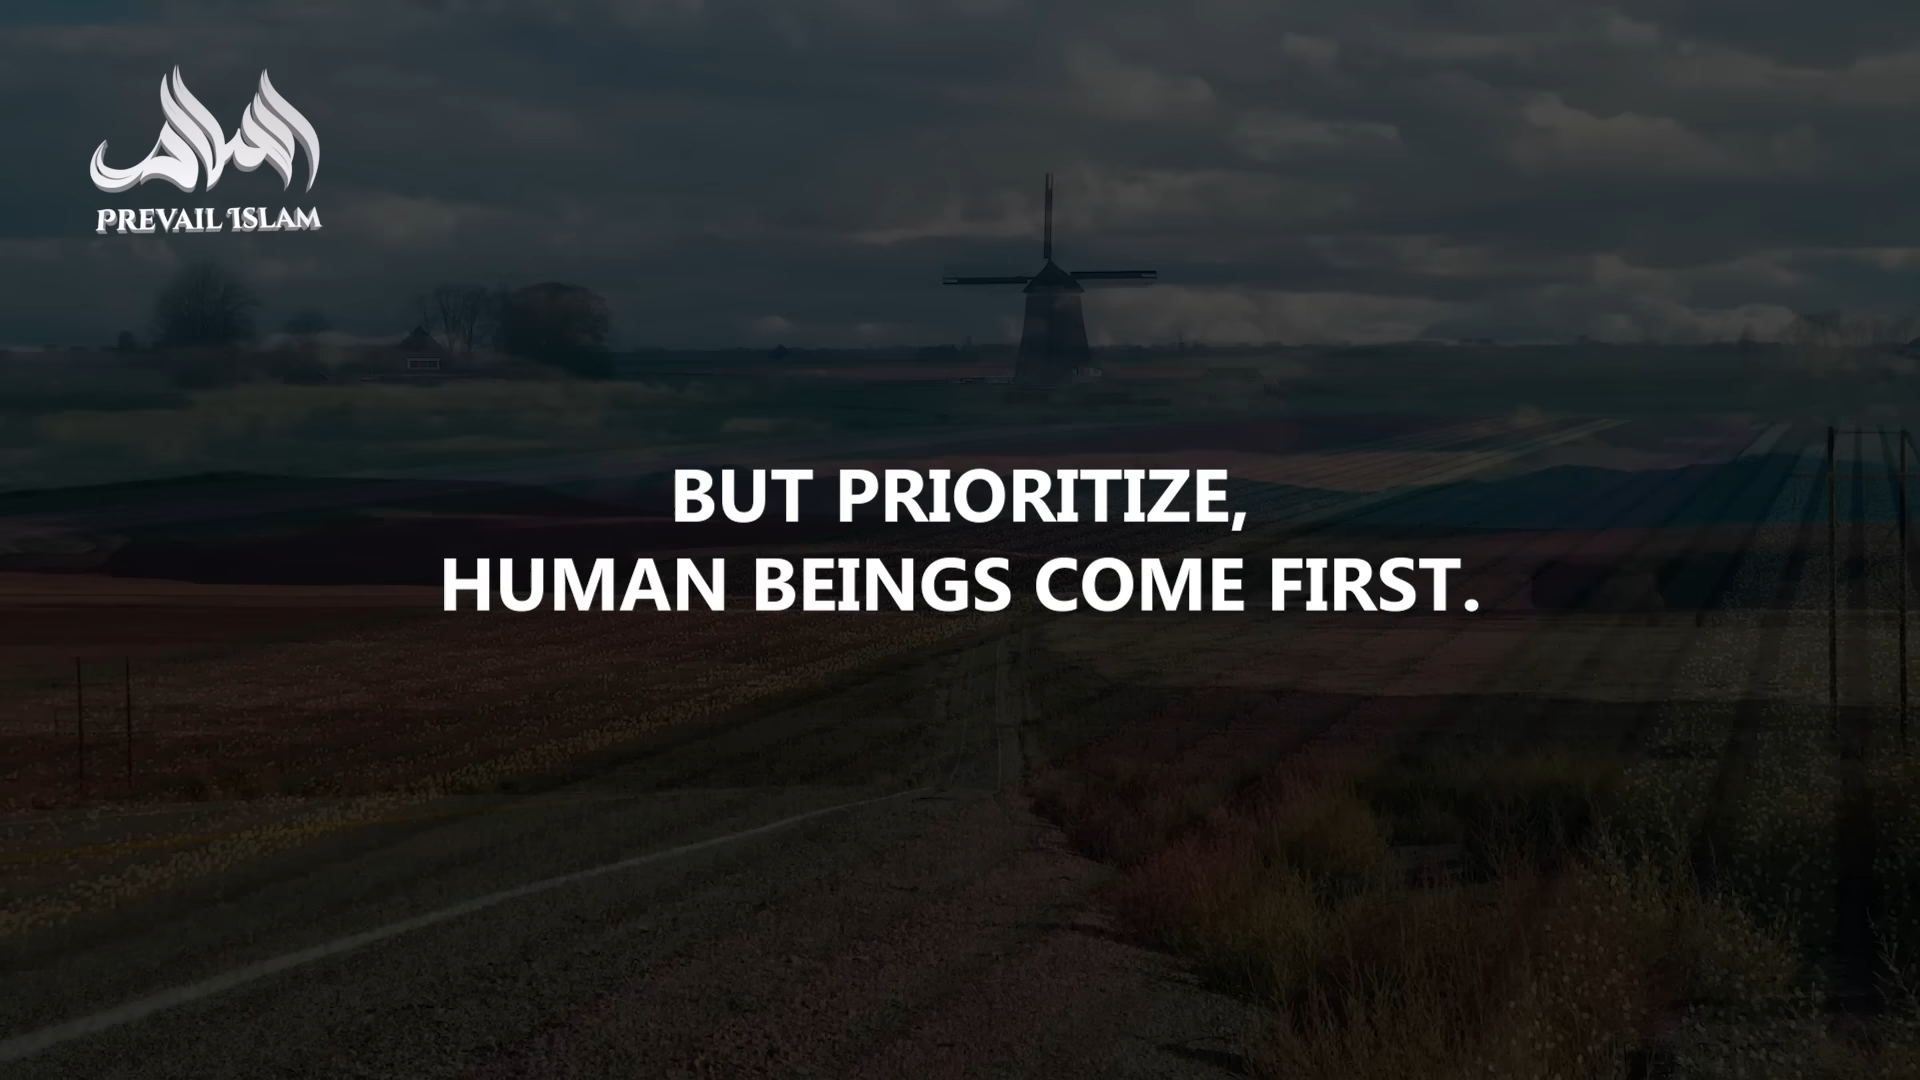 PREVAIL ISLAM
BUT PRIORITIZE,
HUMAN BEINGS COME FIRST.